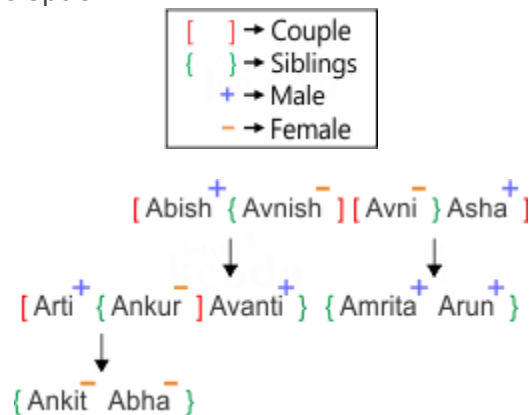 [ ] → Couple
{ } → Siblings
+ → Male
− → Female
[ Abish+ { Avnish− ] [ Avni− } Asha+ ]
[ Arti+ { Ankur− ] Avanti+ } { Amrita+ Arun+ }
{ Ankit− Abha− }